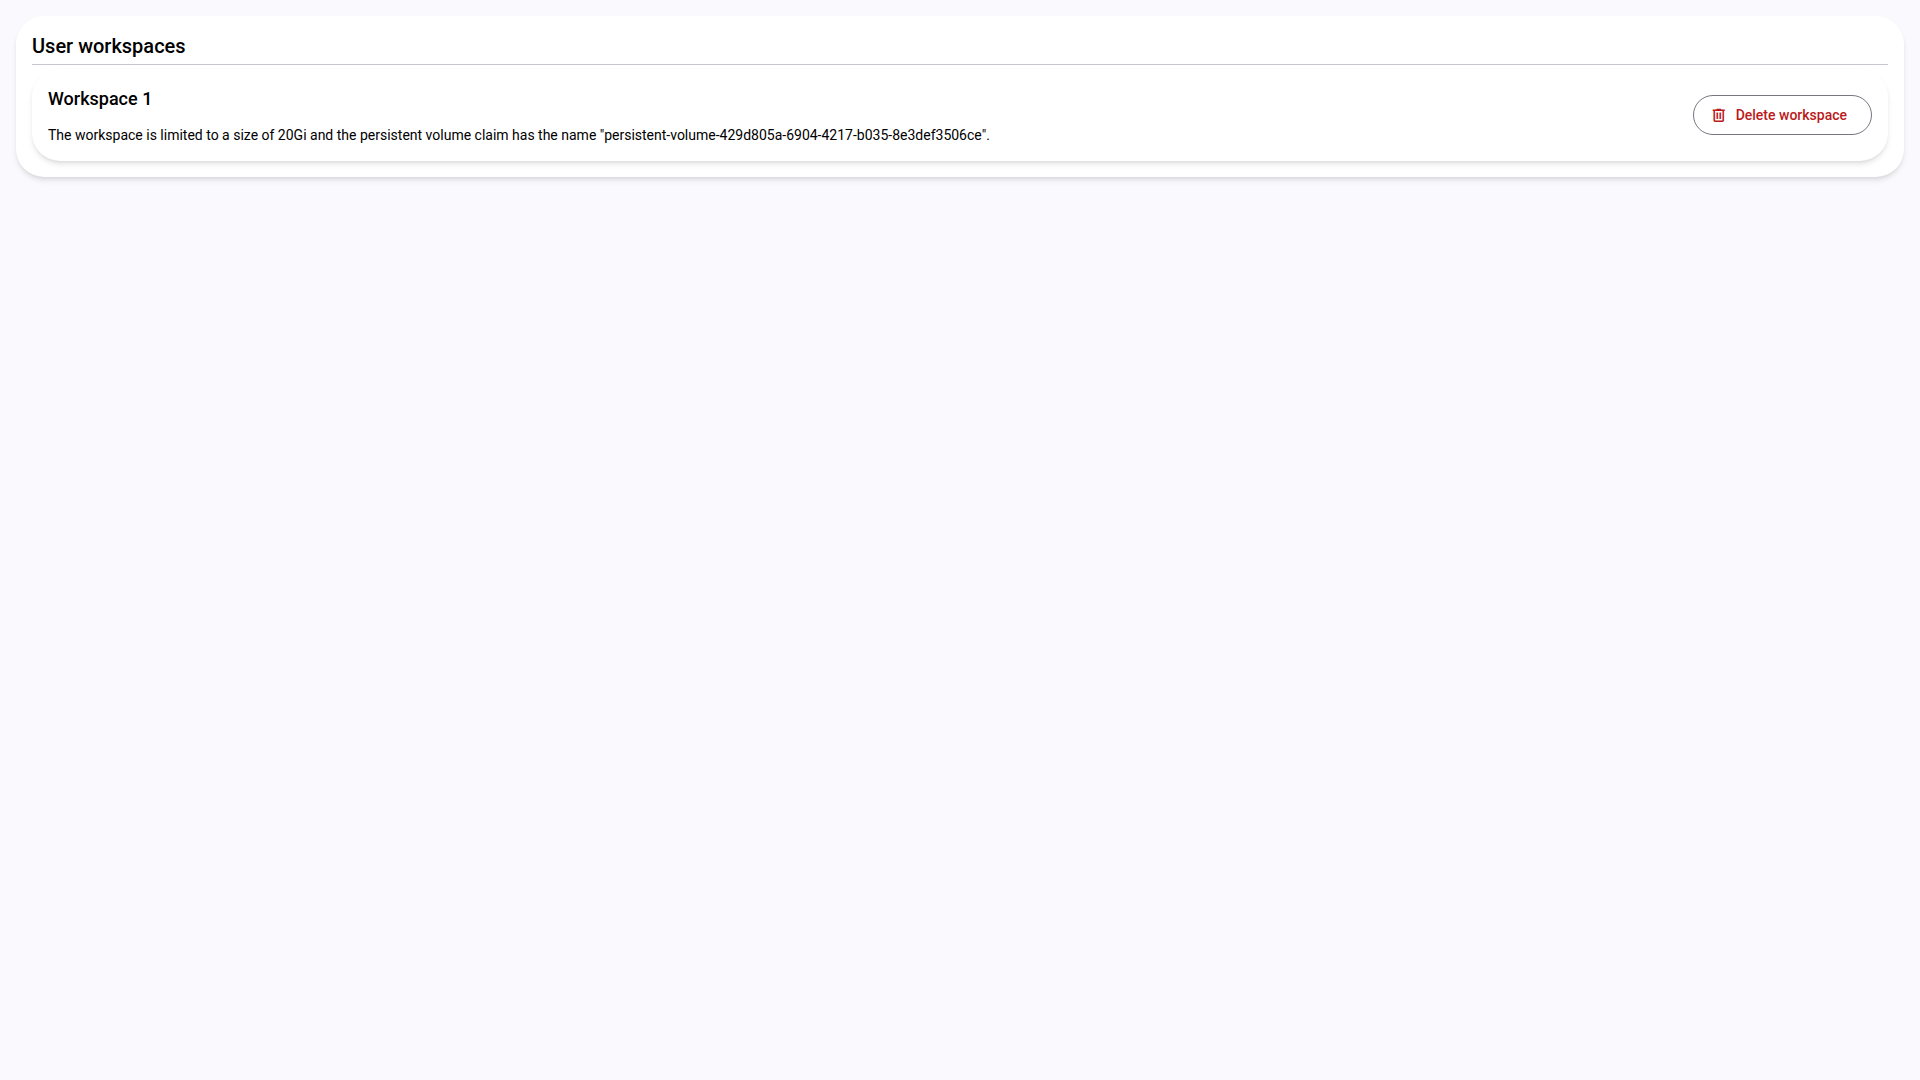 User workspaces
Workspace 1
The workspace is limited to a size of 20Gi and the persistent volume claim has the name "persistent-volume-429d805a-6904-4217-b035-8e3def3506ce".
Delete workspace